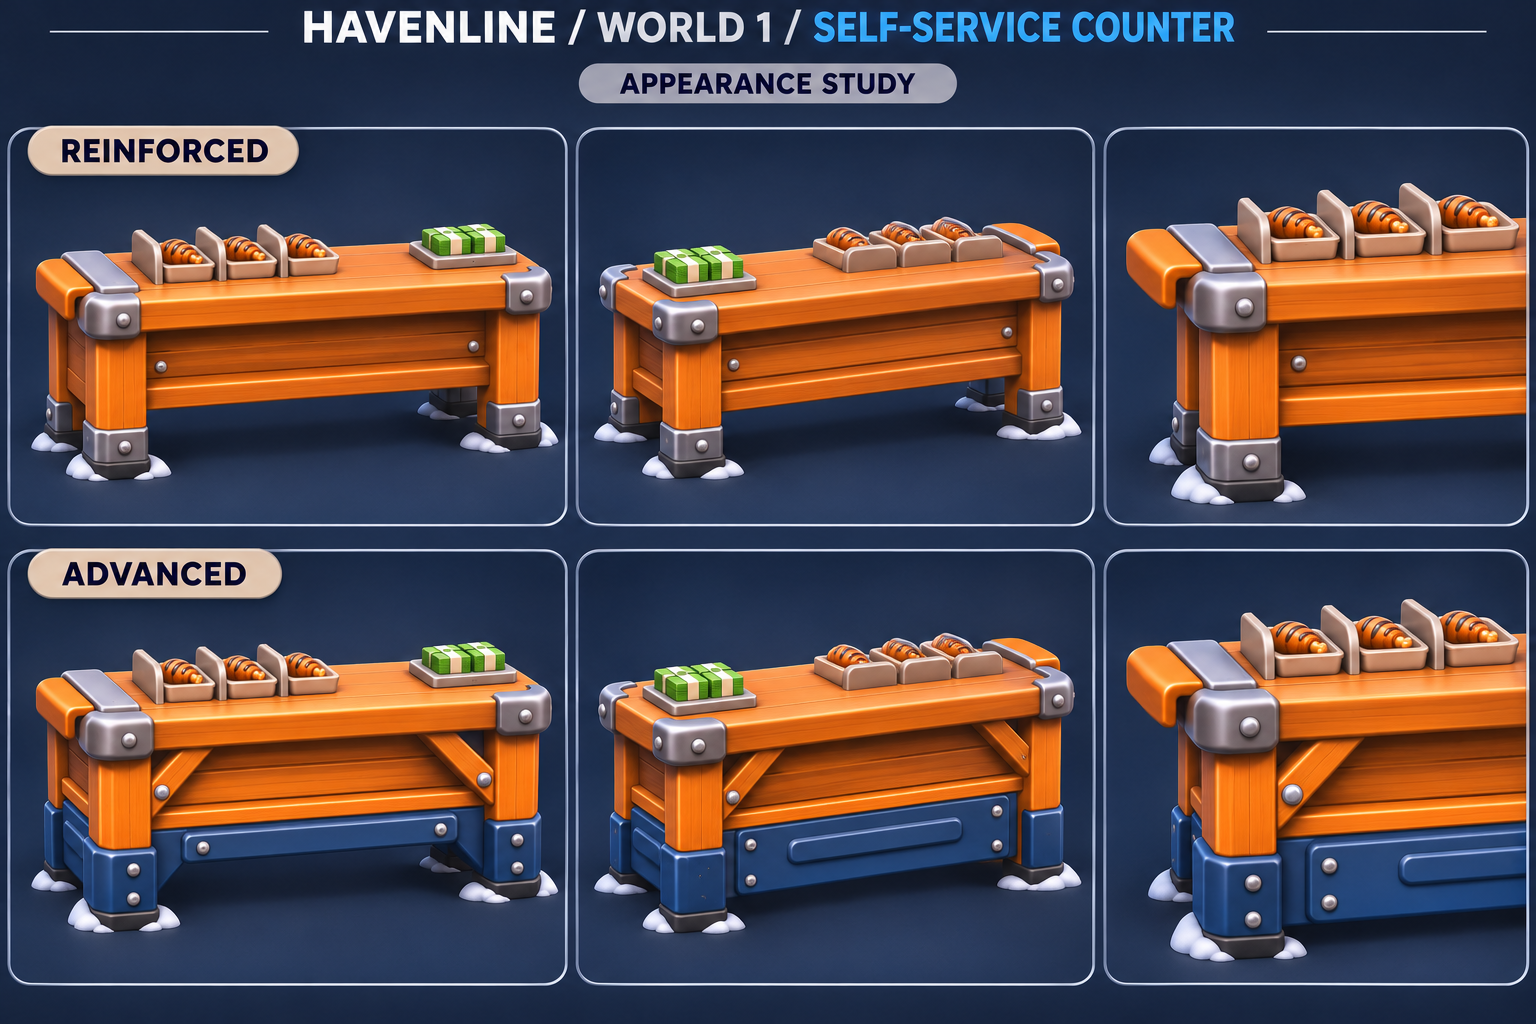 HAVENLINE / WORLD 1 / SELF-SERVICE COUNTER
APPEARANCE STUDY
REINFORCED
ADVANCED